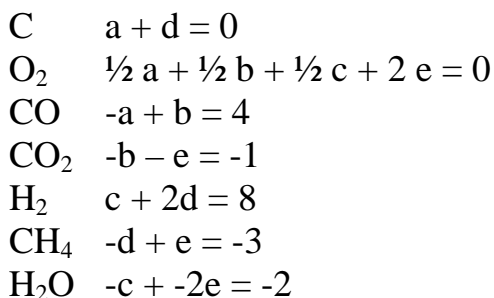 C a + d = 0
O₂ ½ a + ½ b + ½ c + 2 e = 0
CO -a + b = 4
CO₂ -b – e = -1
H₂ c + 2d = 8
CH₄ -d + e = -3
H₂O -c + -2e = -2